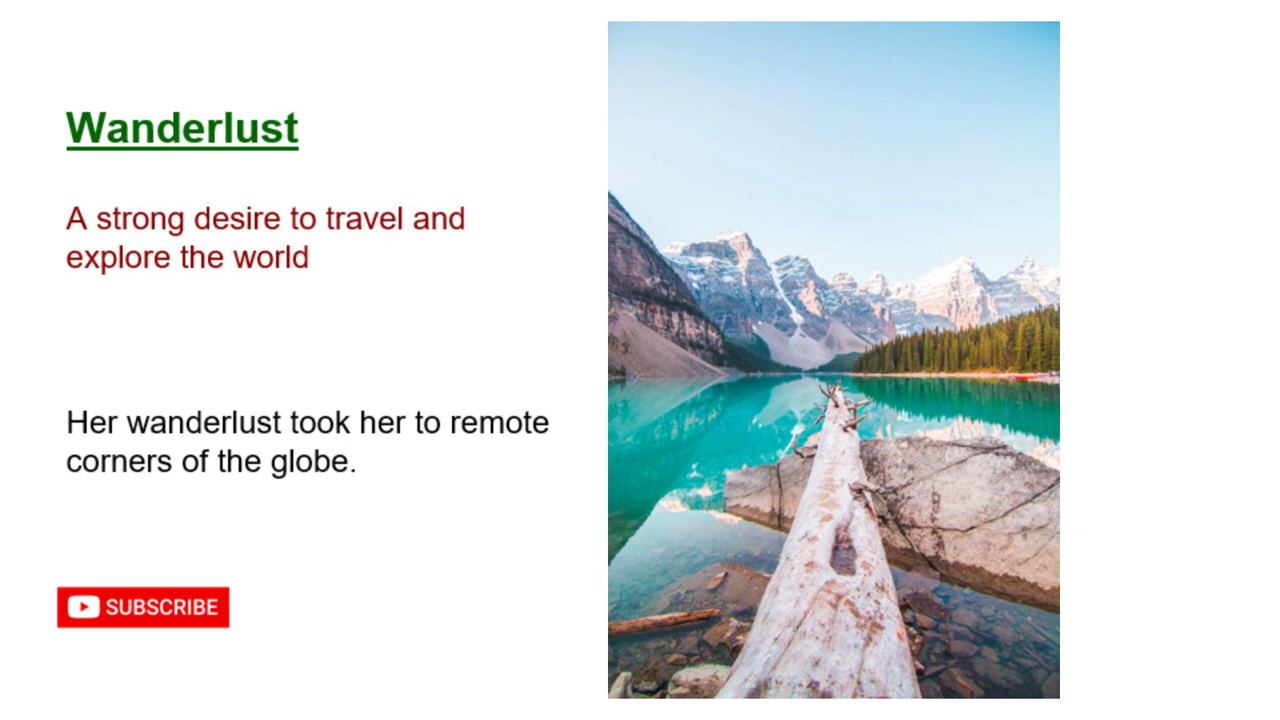 Wanderlust
A strong desire to travel and
explore the world
Her wanderlust took her to remote
corners of the globe.
SUBSCRIBE